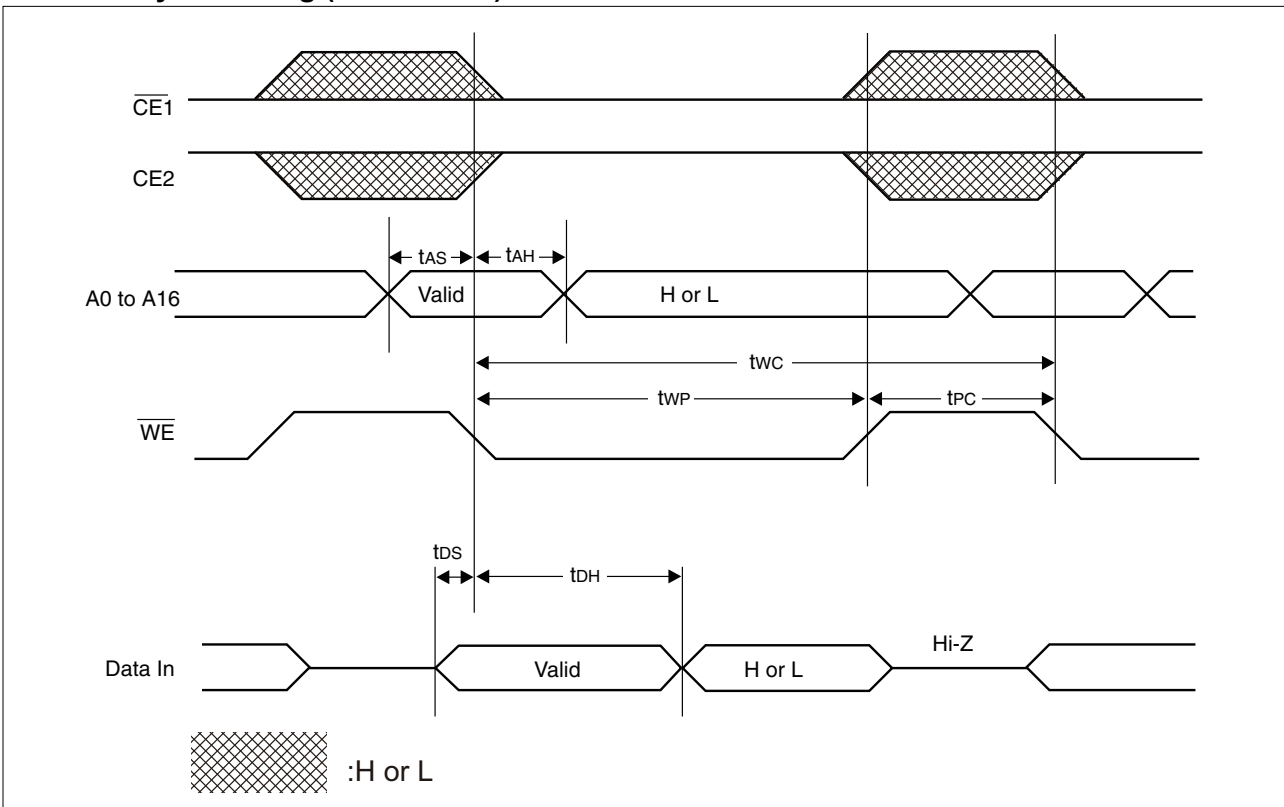 CE1
CE2
tAS
tAH
A0 to A16
Valid
H or L
tWC
tWP
tPC
WE
tDS
tDH
Data In
Valid
H or L
Hi-Z
:H or L